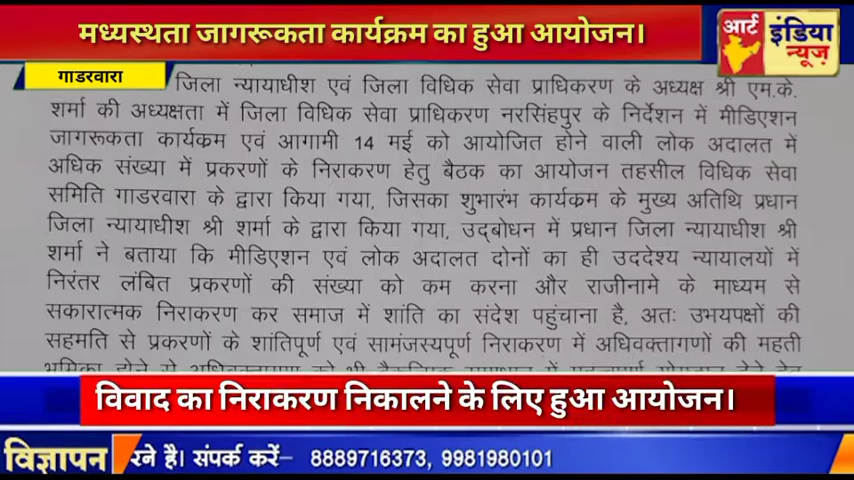 मध्यस्थता जागरूकता कार्यक्रम का हुआ आयोजन।
आर्ट
इंडिया
न्यूज़
गाडरवारा
जिला न्यायाधीश एवं जिला विधिक सेवा प्राधिकरण के अध्यक्ष श्री एम.के.
शर्मा की अध्यक्षता में जिला विधिक सेवा प्राधिकरण नरसिंहपुर के निर्देशन में मीडिएशन
जागरूकता कार्यक्रम एवं आगामी 14 मई को आयोजित होने वाली लोक अदालत में
अधिक संख्या में प्रकरणों के निराकरण हेतु बैठक का आयोजन तहसील विधिक सेवा
समिति गाडरवारा के द्वारा किया गया, जिसका शुभारंभ कार्यक्रम के मुख्य अतिथि प्रधान
जिला न्यायाधीश श्री शर्मा के द्वारा किया गया, उद्बोधन में प्रधान जिला न्यायाधीश श्री
शर्मा ने बताया कि मीडिएशन एवं लोक अदालत दोनों का ही उददेश्य न्यायालयों में
निरंतर लंबित प्रकरणों की संख्या को कम करना और राजीनामे के माध्यम से
सकारात्मक निराकरण कर समाज में शांति का संदेश पहुंचाना है, अतः उभयपक्षों की
सहमति से प्रकरणों के शांतिपूर्ण एवं सामंजस्यपूर्ण निराकरण में अधिवक्तागणों की महती
विवाद का निराकरण निकालने के लिए हुआ आयोजन।
विज्ञापन
रने है। संपर्क करें– 8889716373, 9981980101